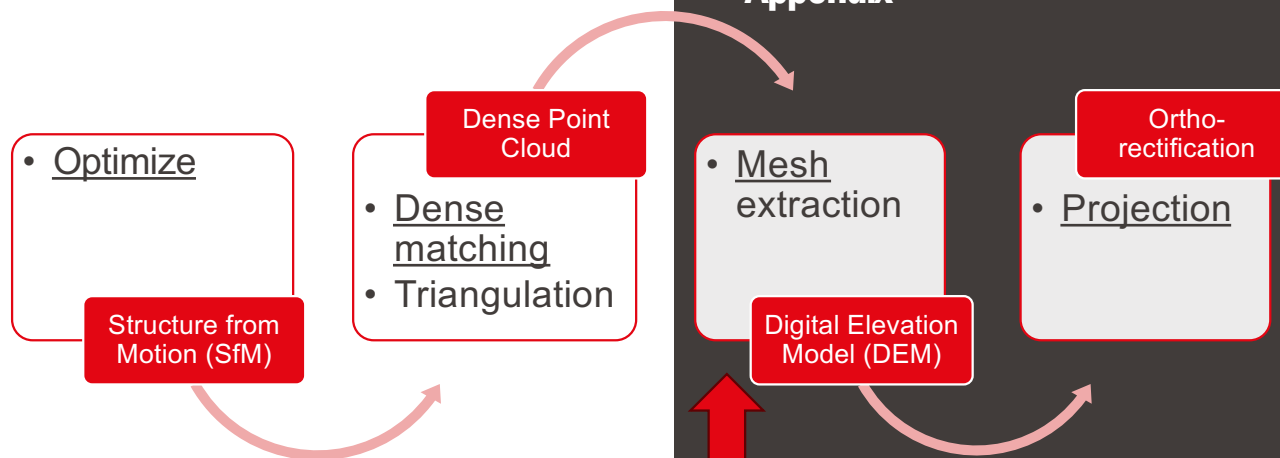 Appendix
• Optimize
Structure from
Motion (SfM)
Dense Point
Cloud
• Dense
matching
• Triangulation
• Mesh
extraction
Digital Elevation
Model (DEM)
Ortho-
rectification
• Projection